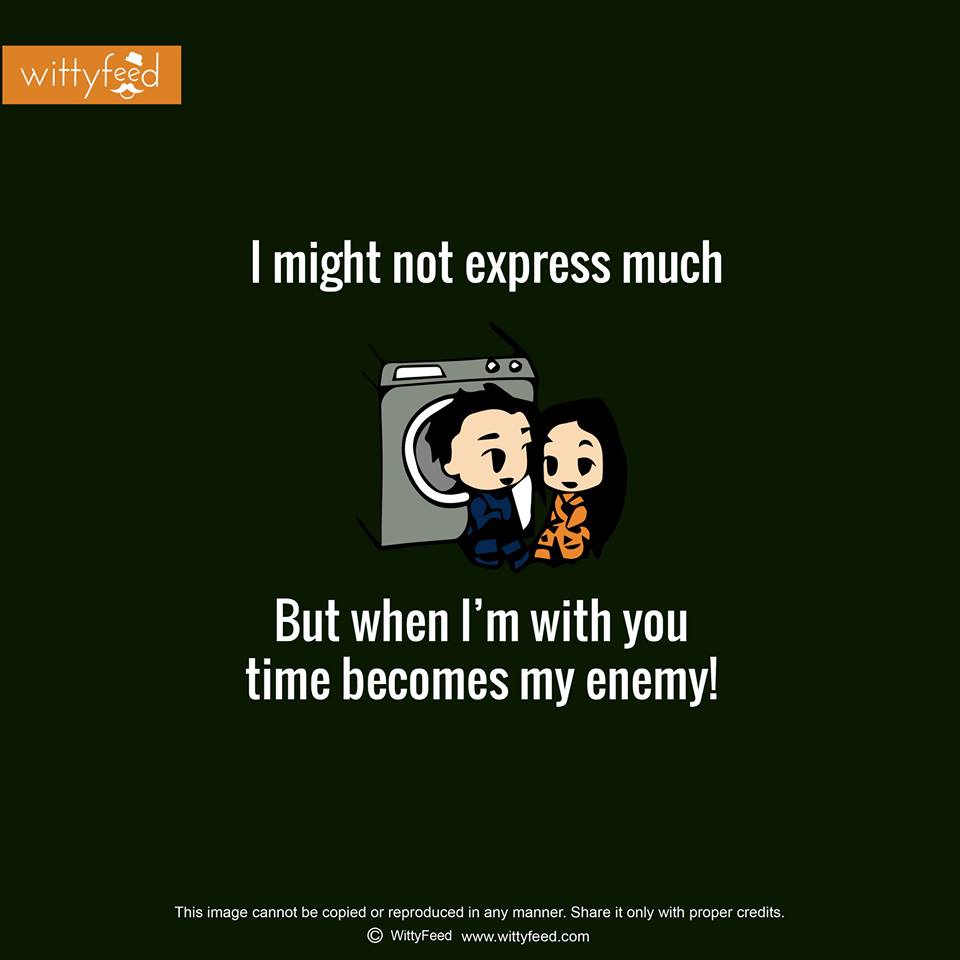 wittyfeed
I might not express much
But when I'm with you
time becomes my enemy!
This image cannot be copied or reproduced in any manner. Share it only with proper credits.
© WittyFeed www.wittyfeed.com